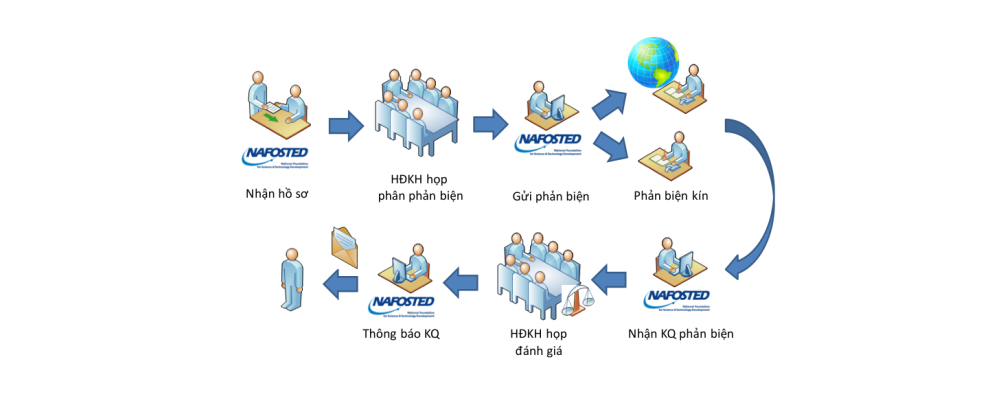 NAFOSTED
National Foundation
for Science & Technology Development
Nhận hồ sơ
HĐKH họp
phân phản biện
NAFOSTED
National Foundation
for Science & Technology Development
Gửi phản biện
Phản biện kín
NAFOSTED
National Foundation
for Science & Technology Development
Nhận KQ phản biện
HĐKH họp
đánh giá
NAFOSTED
National Foundation
for Science & Technology Development
Thông báo KQ